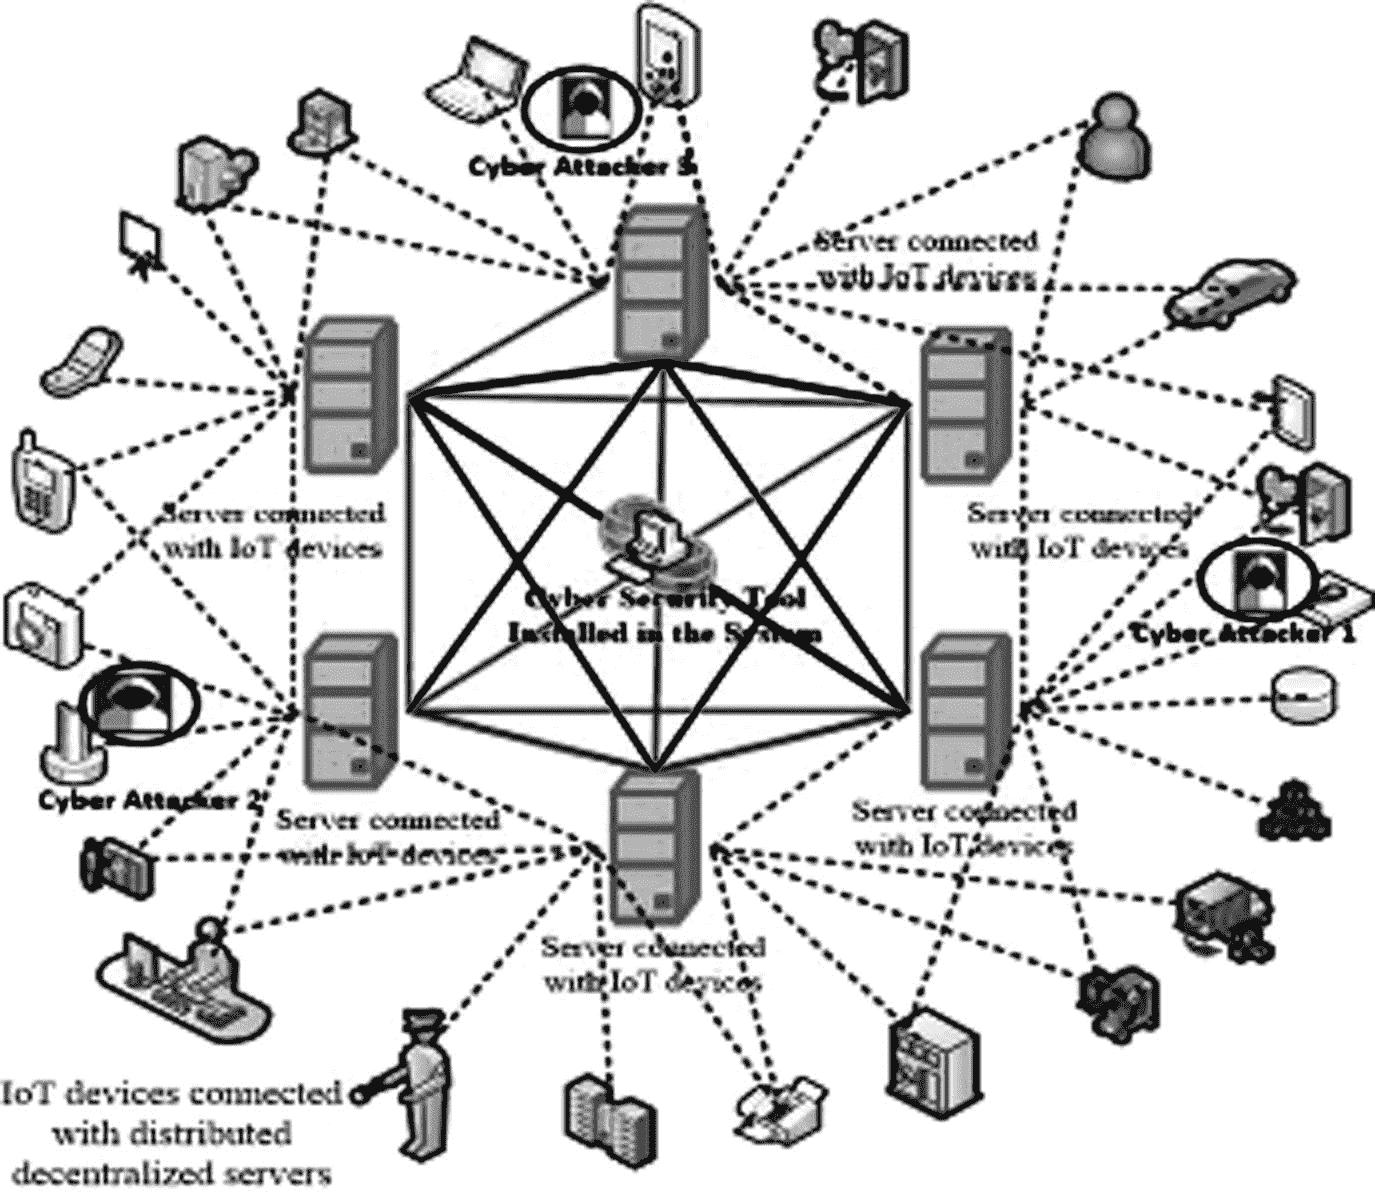 Cyber Attacker 3
Server connected
with IoT devices
Server connected
with IoT devices
Server connected
with IoT devices
Cyber Security Tool
Installed in the System
Cyber Attacker 1
Cyber Attacker 2
Server connected
with IoT devices
Server connected
with IoT devices
Server connected
with IoT devices
IoT devices connected
with distributed
decentralized servers